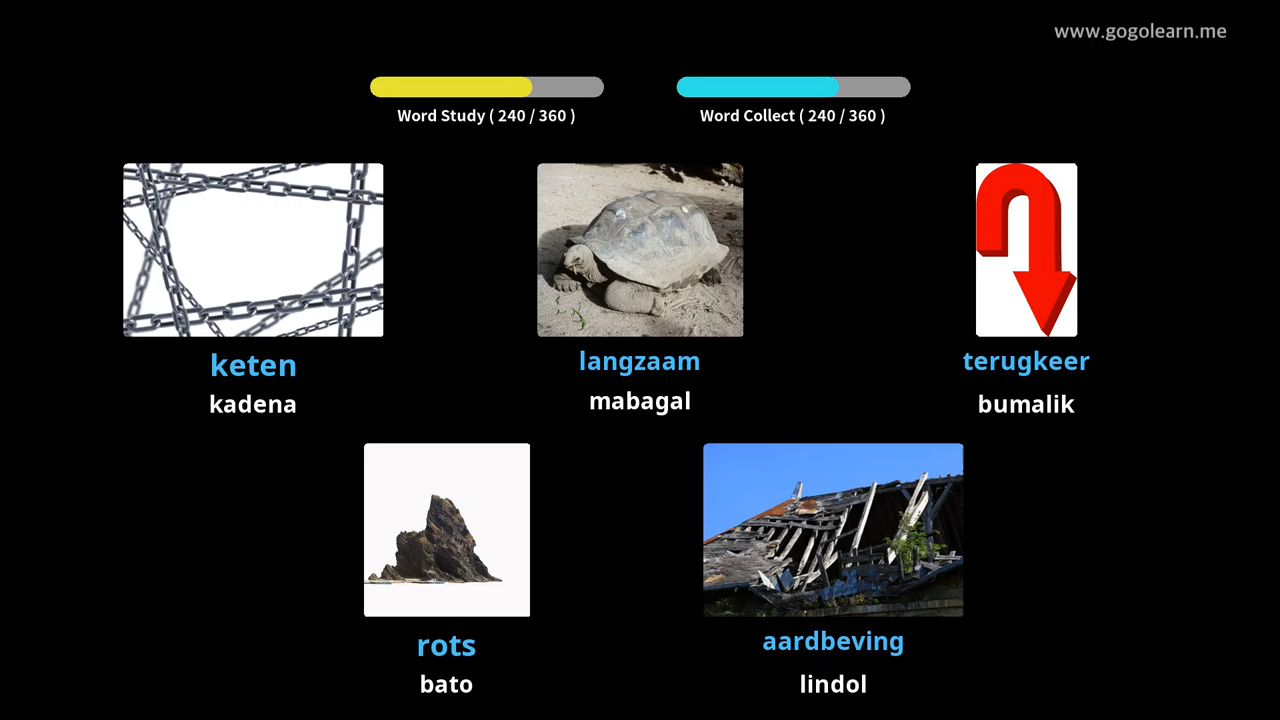 www.gogolearn.me
Word Study ( 240 / 360 )
Word Collect ( 240 / 360 )
keten
kadena
langzaam
mabagal
terugkeer
bumalik
rots
bato
aardbeving
lindol